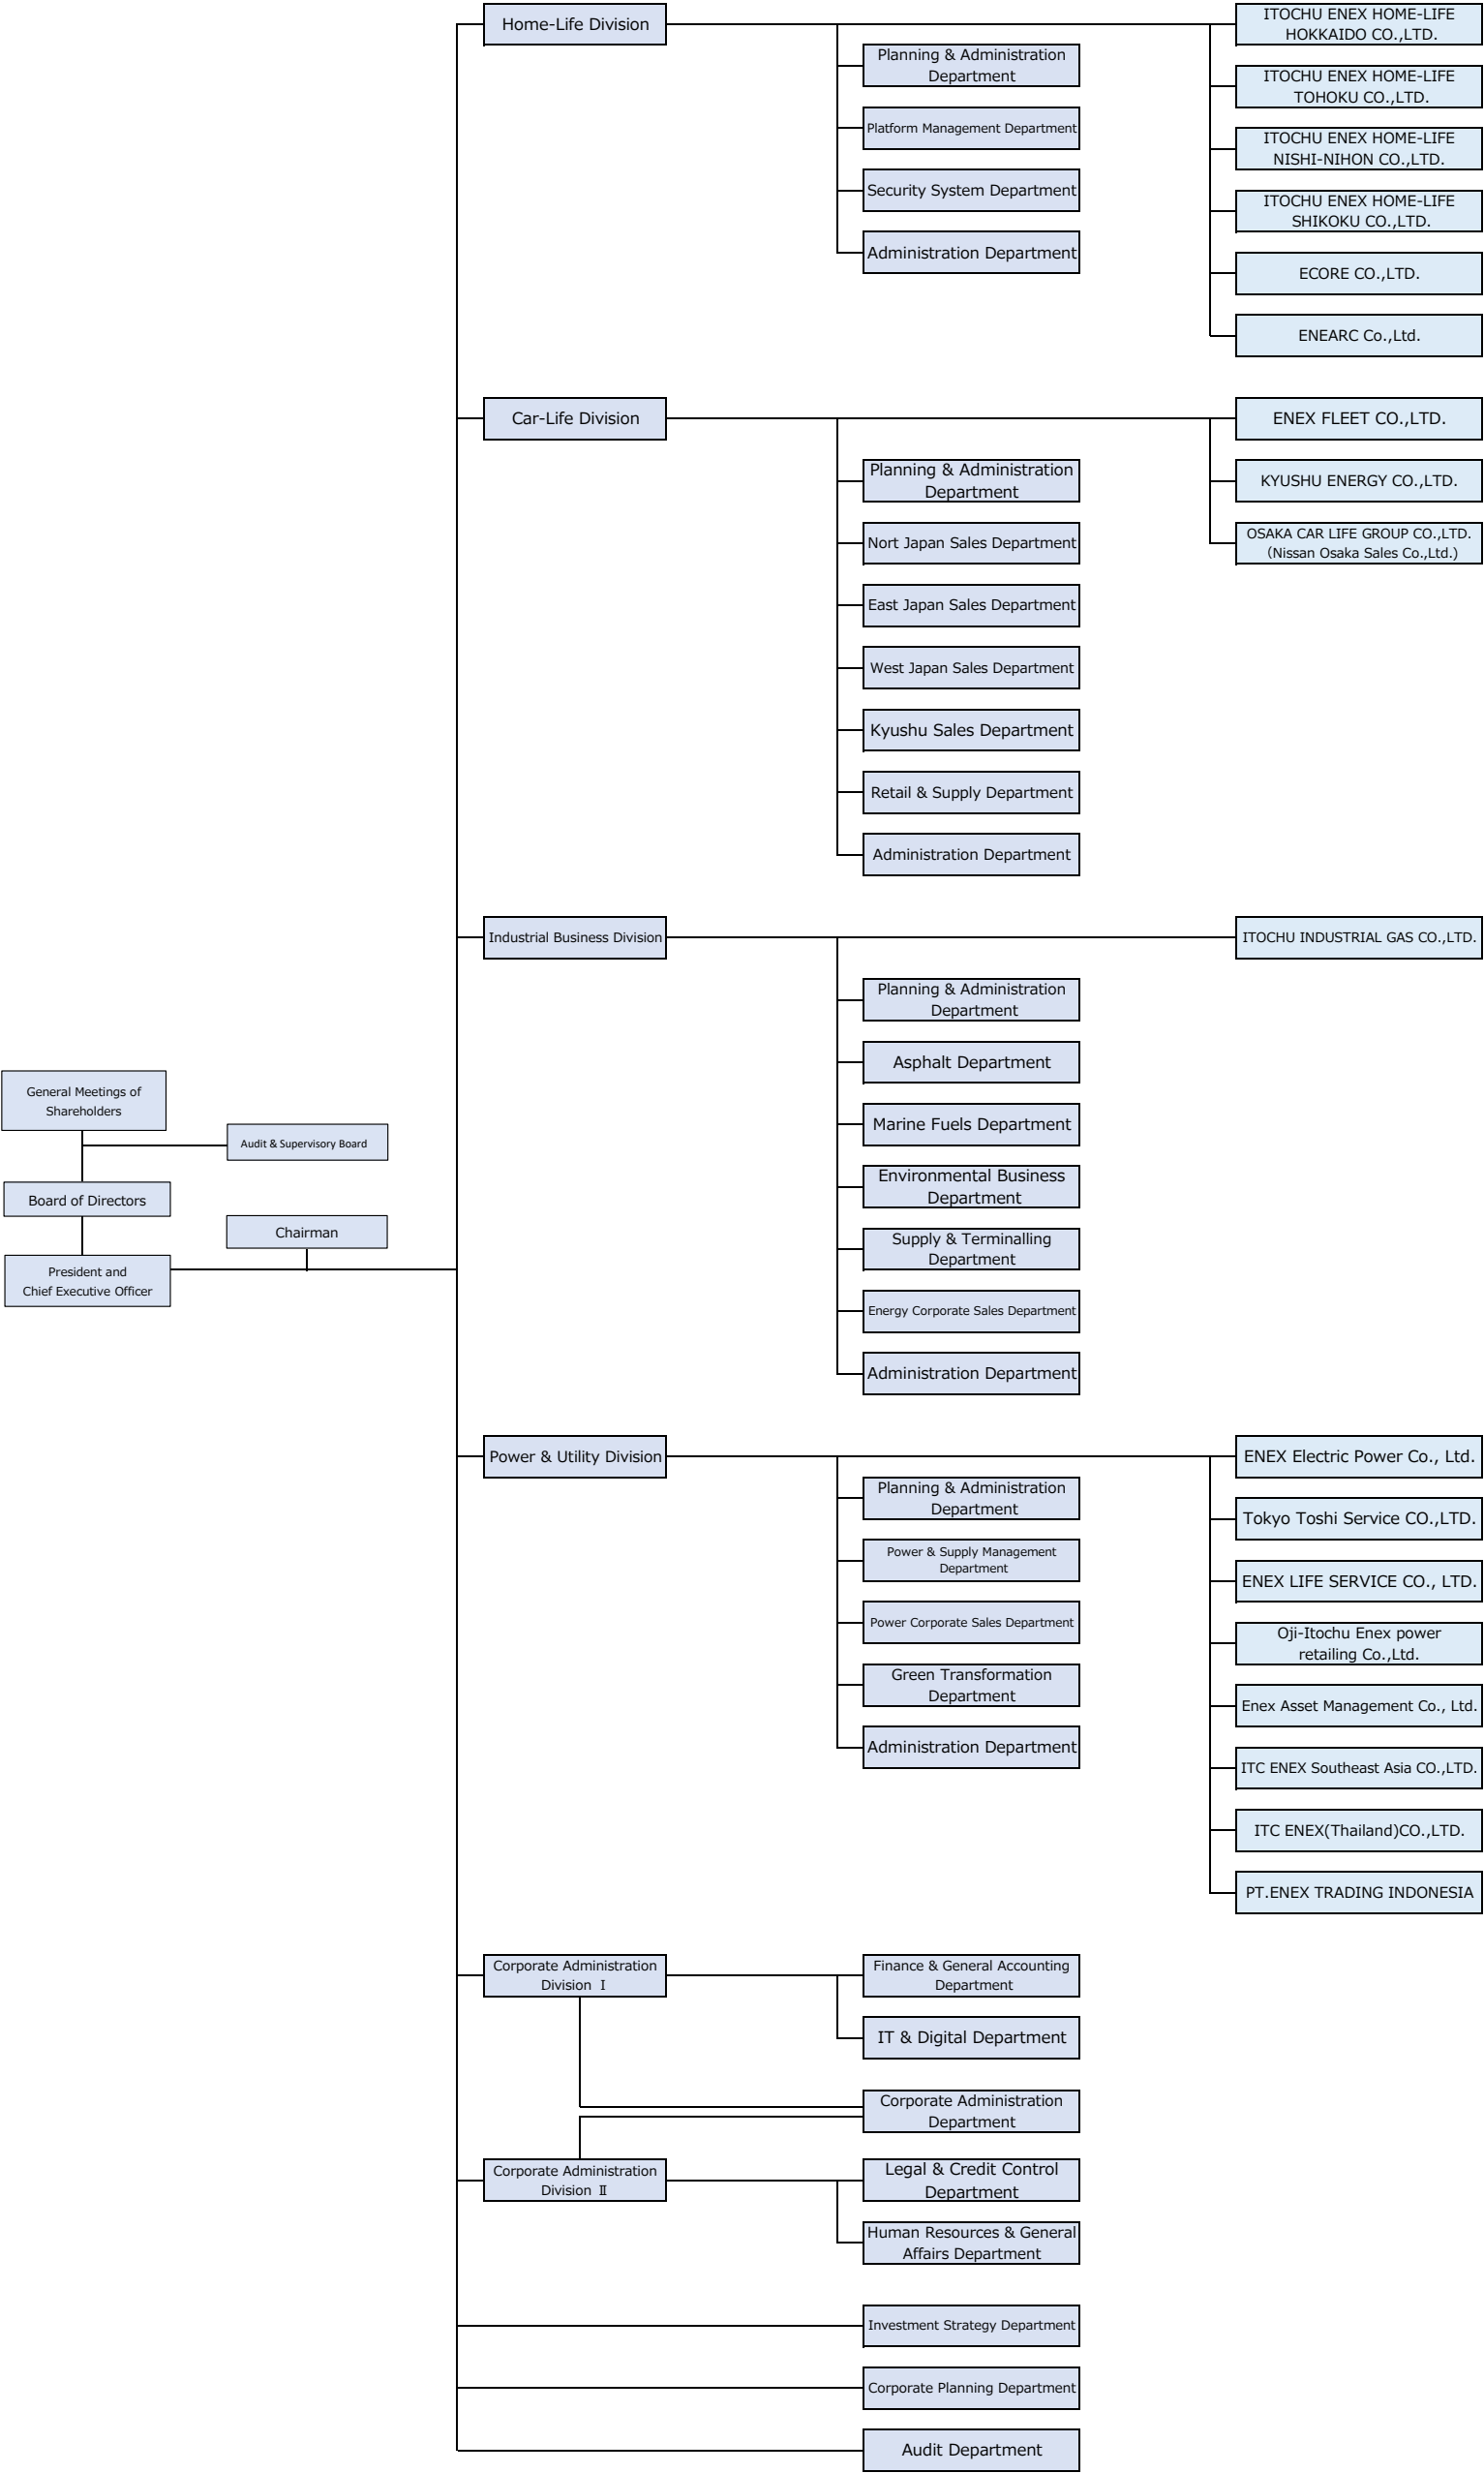 General Meetings of
Shareholders
Audit & Supervisory Board
Board of Directors
Chairman
President and
Chief Executive Officer
Home-Life Division
Planning & Administration
Department
Platform Management Department
Security System Department
Administration Department
ITOCHU ENEX HOME-LIFE
HOKKAIDO CO.,LTD.
ITOCHU ENEX HOME-LIFE
TOHOKU CO.,LTD.
ITOCHU ENEX HOME-LIFE
NISHI-NIHON CO.,LTD.
ITOCHU ENEX HOME-LIFE
SHIKOKU CO.,LTD.
ECORE CO.,LTD.
ENEARC Co.,Ltd.
Car-Life Division
Planning & Administration
Department
Nort Japan Sales Department
East Japan Sales Department
West Japan Sales Department
Kyushu Sales Department
Retail & Supply Department
Administration Department
ENEX FLEET CO.,LTD.
KYUSHU ENERGY CO.,LTD.
OSAKA CAR LIFE GROUP CO.,LTD.
（Nissan Osaka Sales Co.,Ltd.）
Industrial Business Division
Planning & Administration
Department
Asphalt Department
Marine Fuels Department
Environmental Business
Department
Supply & Terminalling
Department
Energy Corporate Sales Department
Administration Department
ITOCHU INDUSTRIAL GAS CO.,LTD.
Power & Utility Division
Planning & Administration
Department
Power & Supply Management
Department
Power Corporate Sales Department
Green Transformation
Department
Administration Department
ENEX Electric Power Co., Ltd.
Tokyo Toshi Service CO.,LTD.
ENEX LIFE SERVICE CO., LTD.
Oji-Itochu Enex power
retailing Co.,Ltd.
Enex Asset Management Co., Ltd.
ITC ENEX Southeast Asia CO.,LTD.
ITC ENEX(Thailand)CO.,LTD.
PT.ENEX TRADING INDONESIA
Corporate Administration
Division Ⅰ
Finance & General Accounting
Department
IT & Digital Department
Corporate Administration
Department
Corporate Administration
Division Ⅱ
Legal & Credit Control
Department
Human Resources & General
Affairs Department
Investment Strategy Department
Corporate Planning Department
Audit Department